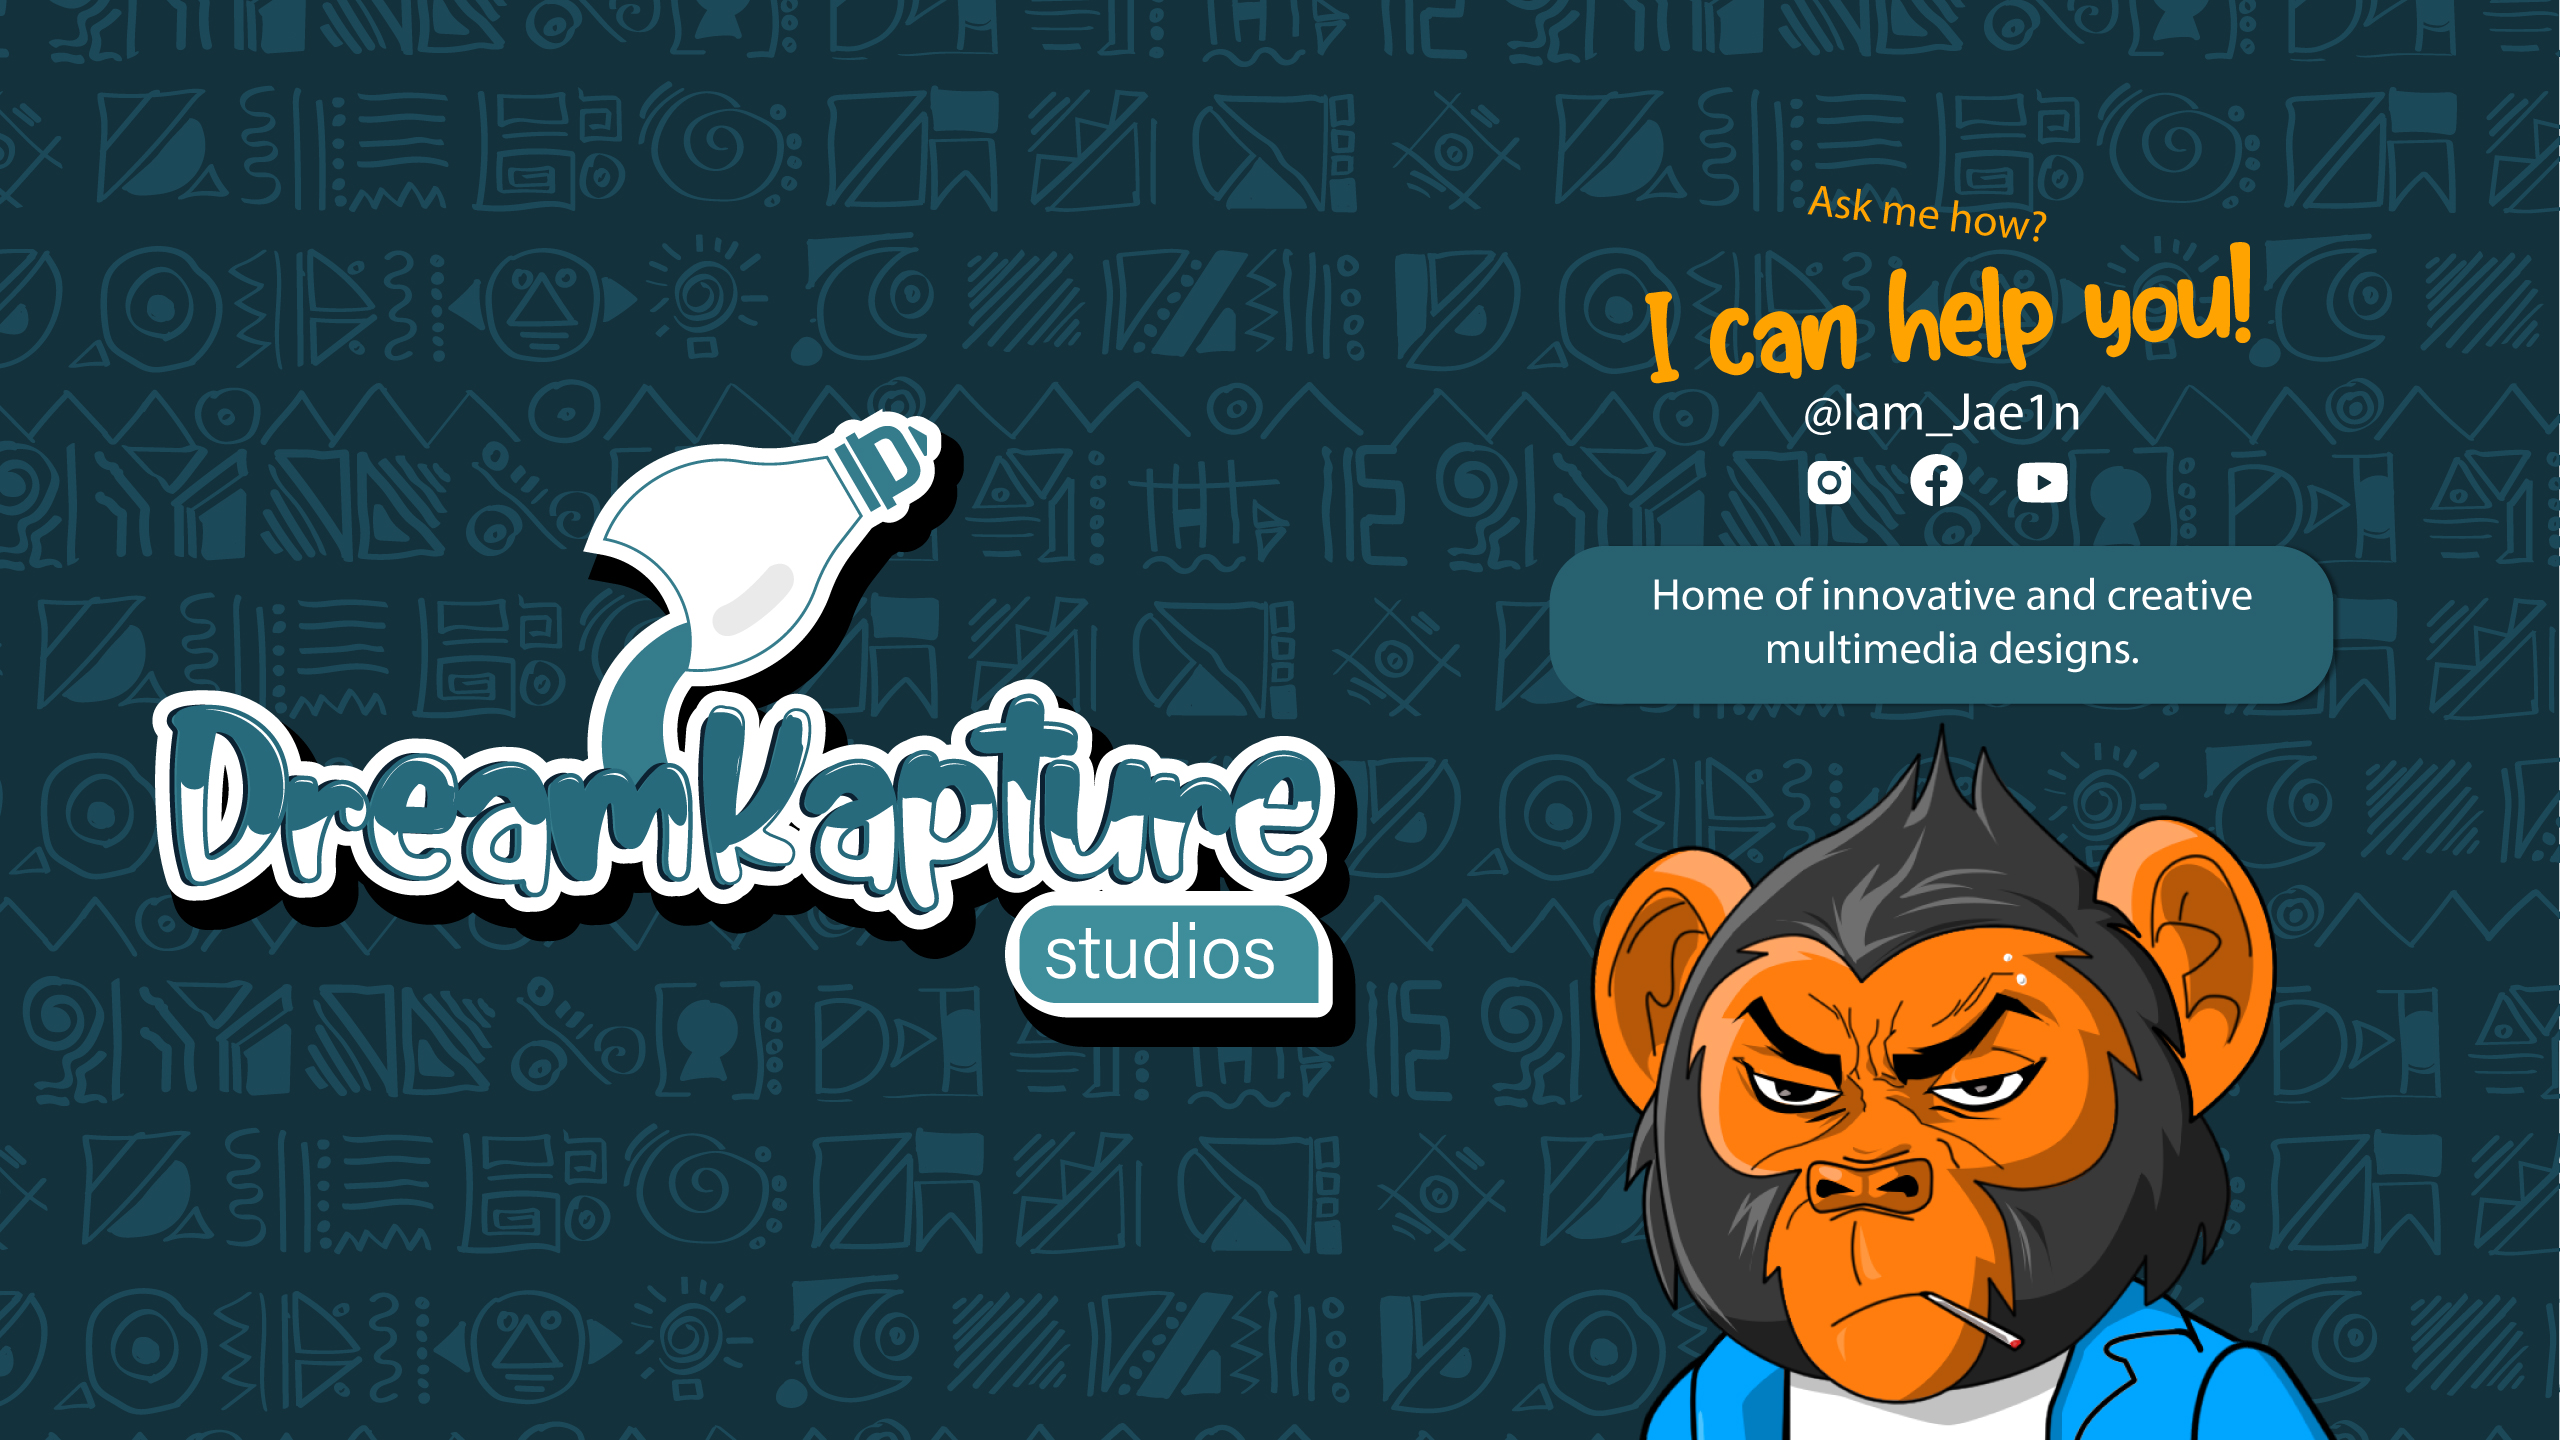 Ask me how?
I can help you!
@Iam_Jae1n
Home of innovative and creative
multimedia designs.
DreamKapture
studios